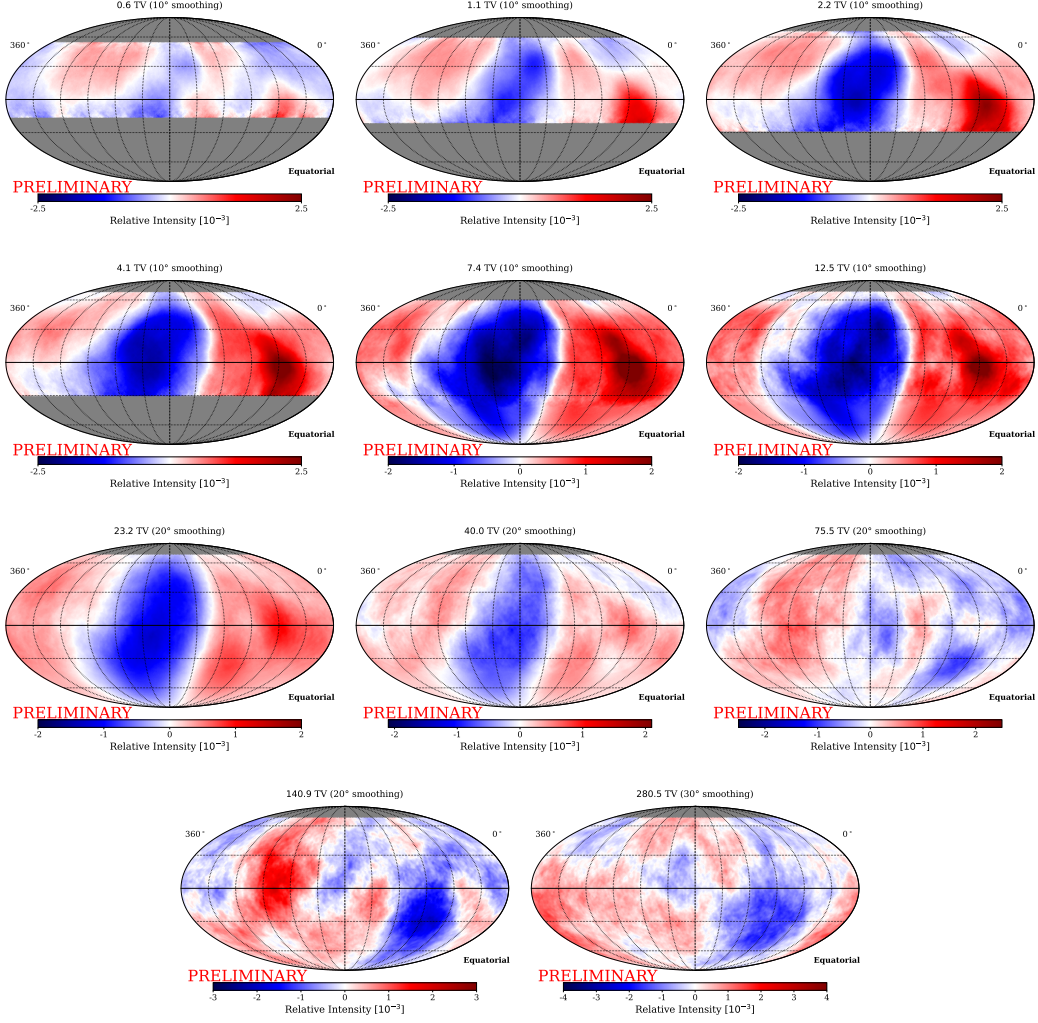 0.6 TV (10° smoothing)
360°
0°
Equatorial
PRELIMINARY
-2.5
2.5
Relative Intensity [10⁻³]
1.1 TV (10° smoothing)
360°
0°
Equatorial
PRELIMINARY
-2.5
2.5
Relative Intensity [10⁻³]
2.2 TV (10° smoothing)
360°
0°
Equatorial
PRELIMINARY
-2.5
2.5
Relative Intensity [10⁻³]
4.1 TV (10° smoothing)
360°
0°
Equatorial
PRELIMINARY
-2.5
2.5
Relative Intensity [10⁻³]
7.4 TV (10° smoothing)
360°
0°
Equatorial
PRELIMINARY
-2 -1 0 1 2
Relative Intensity [10⁻³]
12.5 TV (10° smoothing)
360°
0°
Equatorial
PRELIMINARY
-2 -1 0 1 2
Relative Intensity [10⁻³]
23.2 TV (20° smoothing)
360°
0°
Equatorial
PRELIMINARY
-2 -1 0 1 2
Relative Intensity [10⁻³]
40.0 TV (20° smoothing)
360°
0°
Equatorial
PRELIMINARY
-2 -1 0 1 2
Relative Intensity [10⁻³]
75.5 TV (20° smoothing)
360°
0°
Equatorial
PRELIMINARY
-2 -1 0 1 2
Relative Intensity [10⁻³]
140.9 TV (20° smoothing)
360°
0°
Equatorial
PRELIMINARY
-3 -2 -1 0 1 2 3
Relative Intensity [10⁻³]
280.5 TV (30° smoothing)
360°
0°
Equatorial
PRELIMINARY
-4 -3 -2 -1 0 1 2 3 4
Relative Intensity [10⁻³]